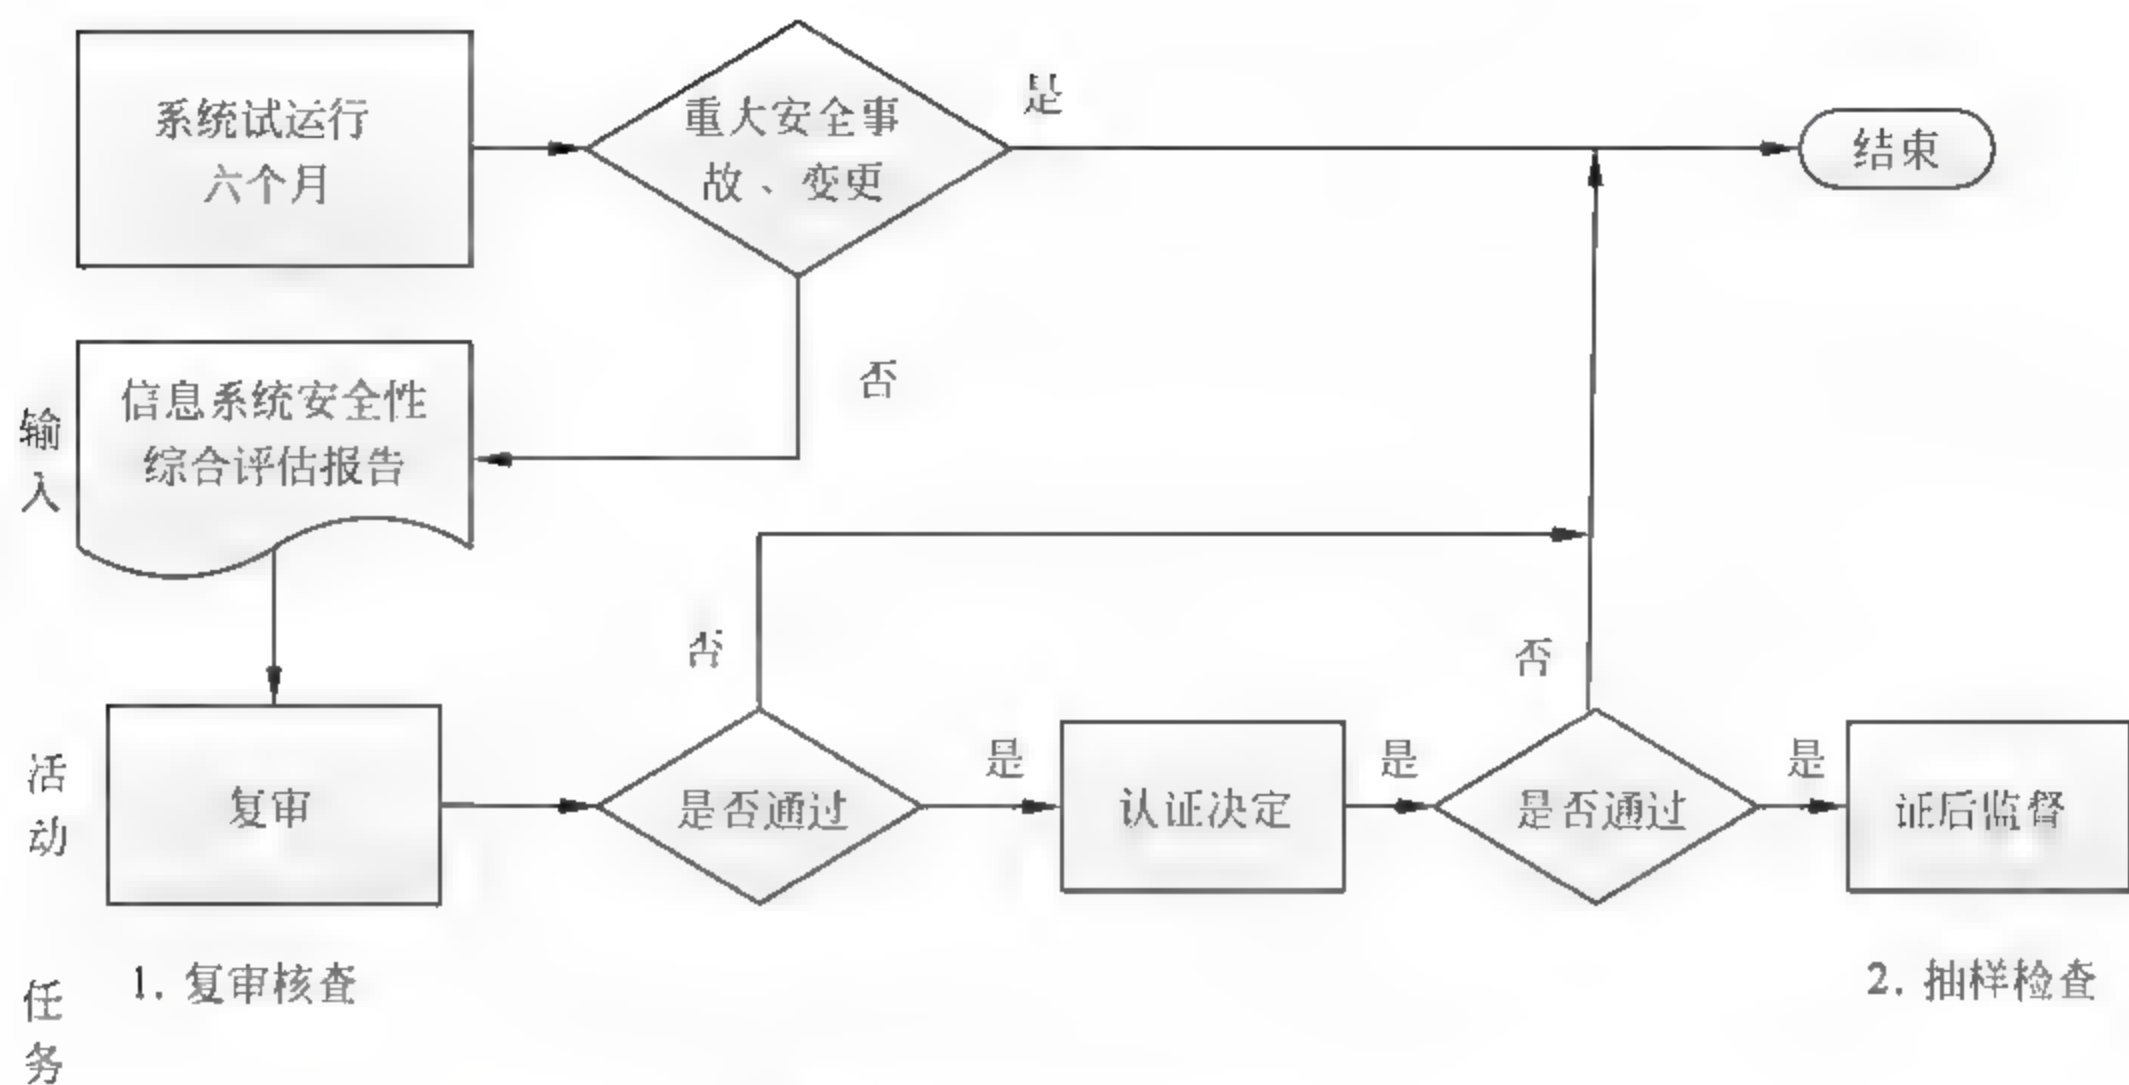 系统试运行
六个月
重大安全事
故、变更
是
结束
否
输
入
信息系统安全性
综合评估报告
否
否
活
动
复审
是否通过
是
认证决定
是
是否通过
是
证后监督
任
务
1. 复审核查
2. 抽样检查